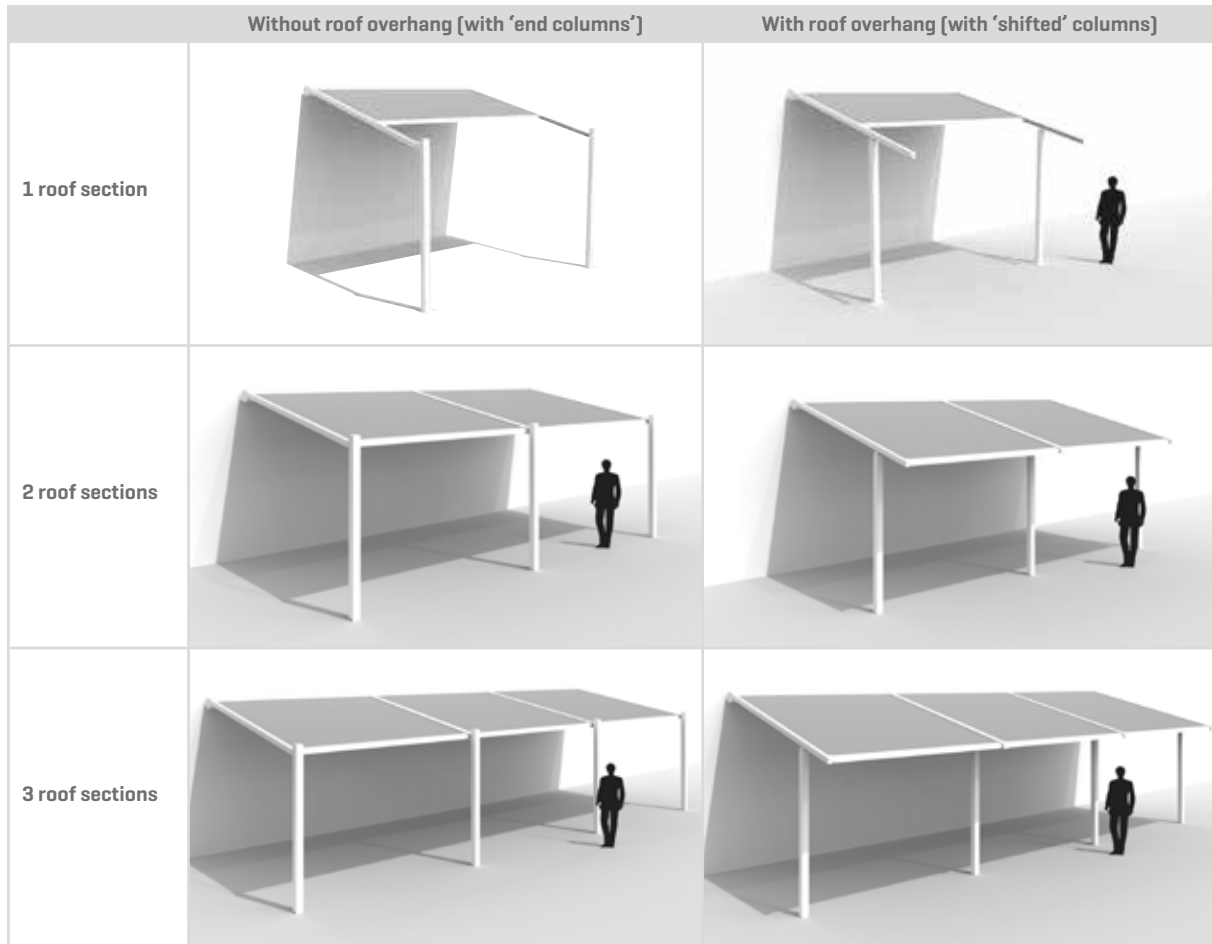 Without roof overhang (with ‘end columns’)
With roof overhang (with ‘shifted’ columns)
1 roof section
2 roof sections
3 roof sections